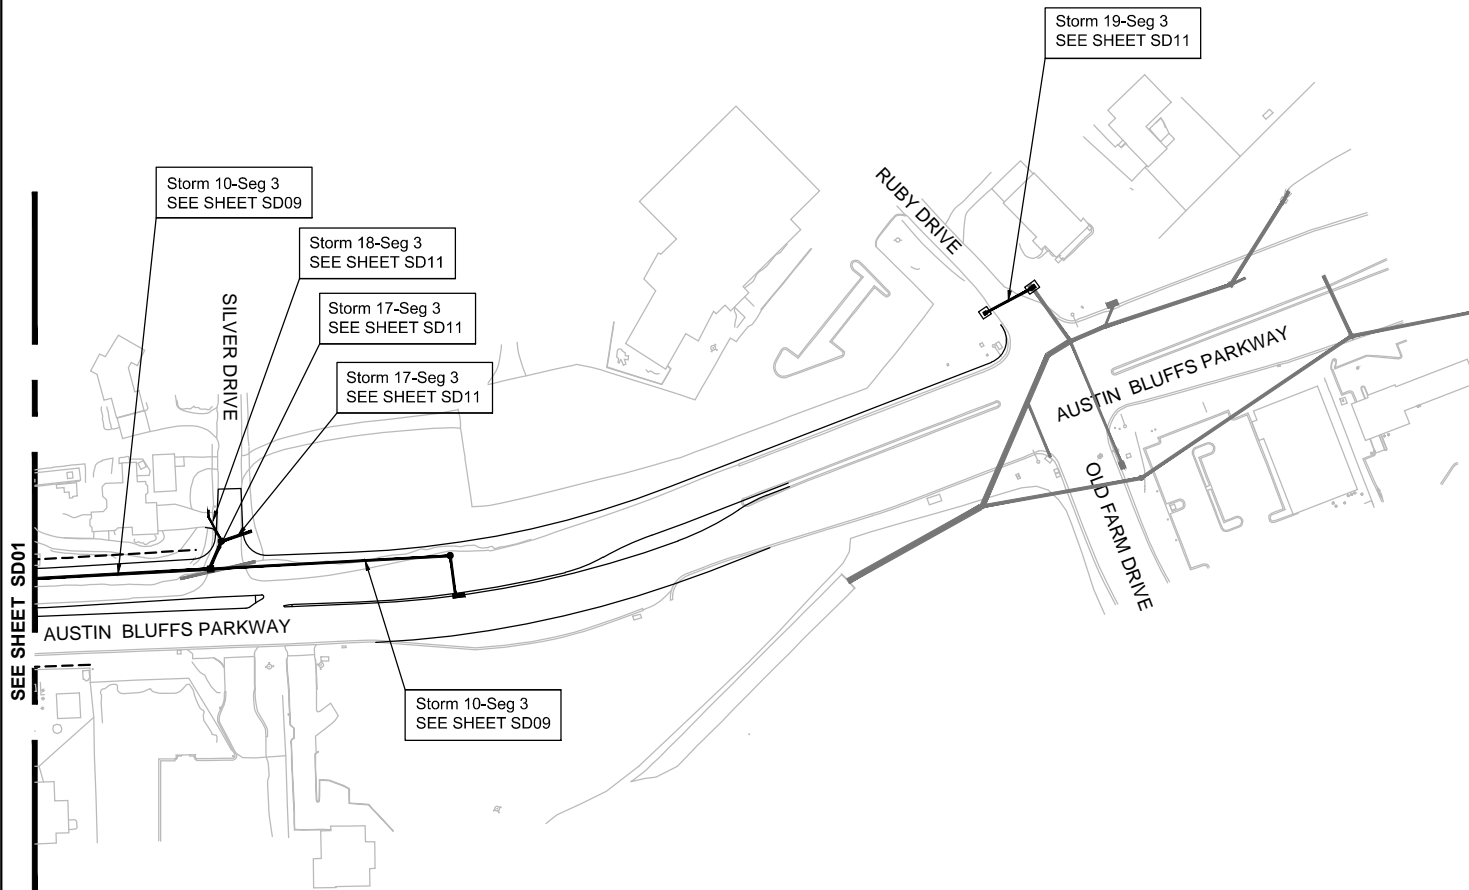 Storm 19-Seg 3
SEE SHEET SD11
Storm 10-Seg 3
SEE SHEET SD09
RUBY DRIVE
Storm 18-Seg 3
SEE SHEET SD11
SILVER DRIVE
Storm 17-Seg 3
SEE SHEET SD11
Storm 17-Seg 3
SEE SHEET SD11
AUSTIN BLUFFS PARKWAY
OLD FARM DRIVE
SEE SHEET SD01
AUSTIN BLUFFS PARKWAY
Storm 10-Seg 3
SEE SHEET SD09